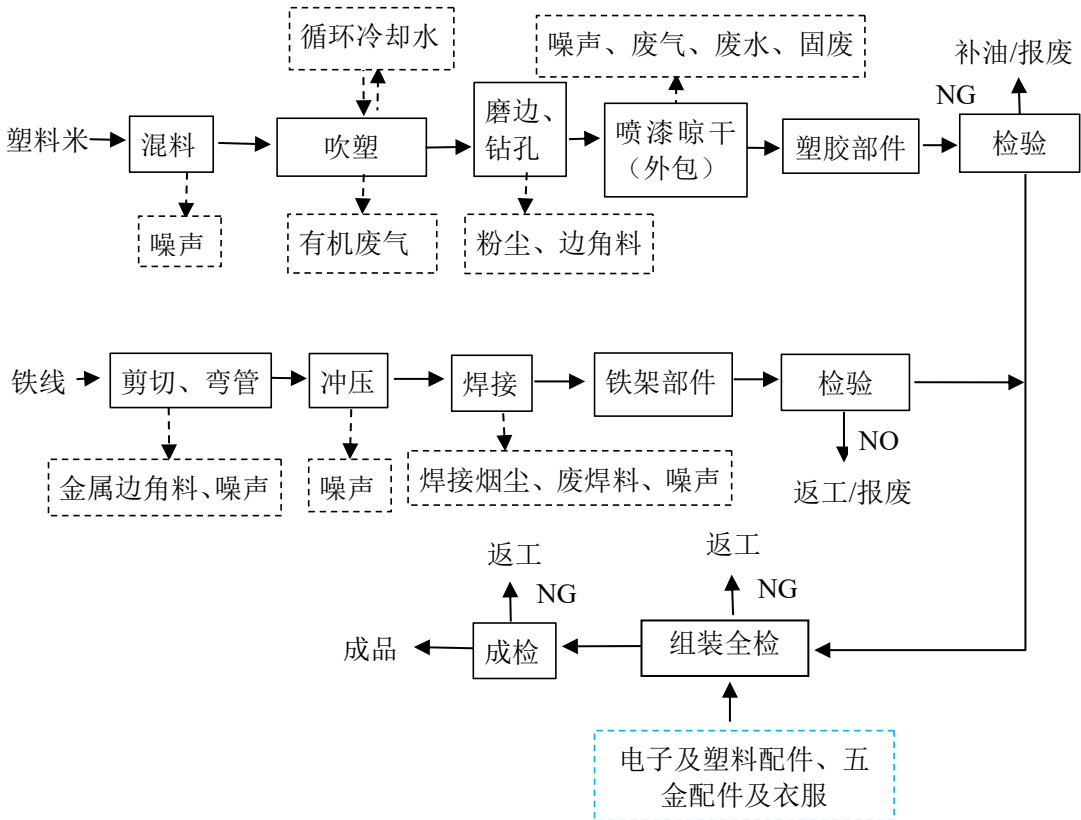 循环冷却水
噪声、废气、废水、固废
补油/报废
NG
塑料米
混料
吹塑
磨边、
钻孔
喷漆晾干
（外包）
塑胶部件
检验
噪声
有机废气
粉尘、边角料
铁线
剪切、弯管
冲压
焊接
铁架部件
检验
NO
金属边角料、噪声
噪声
焊接烟尘、废焊料、噪声
返工/报废
返工
NG
返工
NG
成品
成检
组装全检
电子及塑料配件、五
金配件及衣服